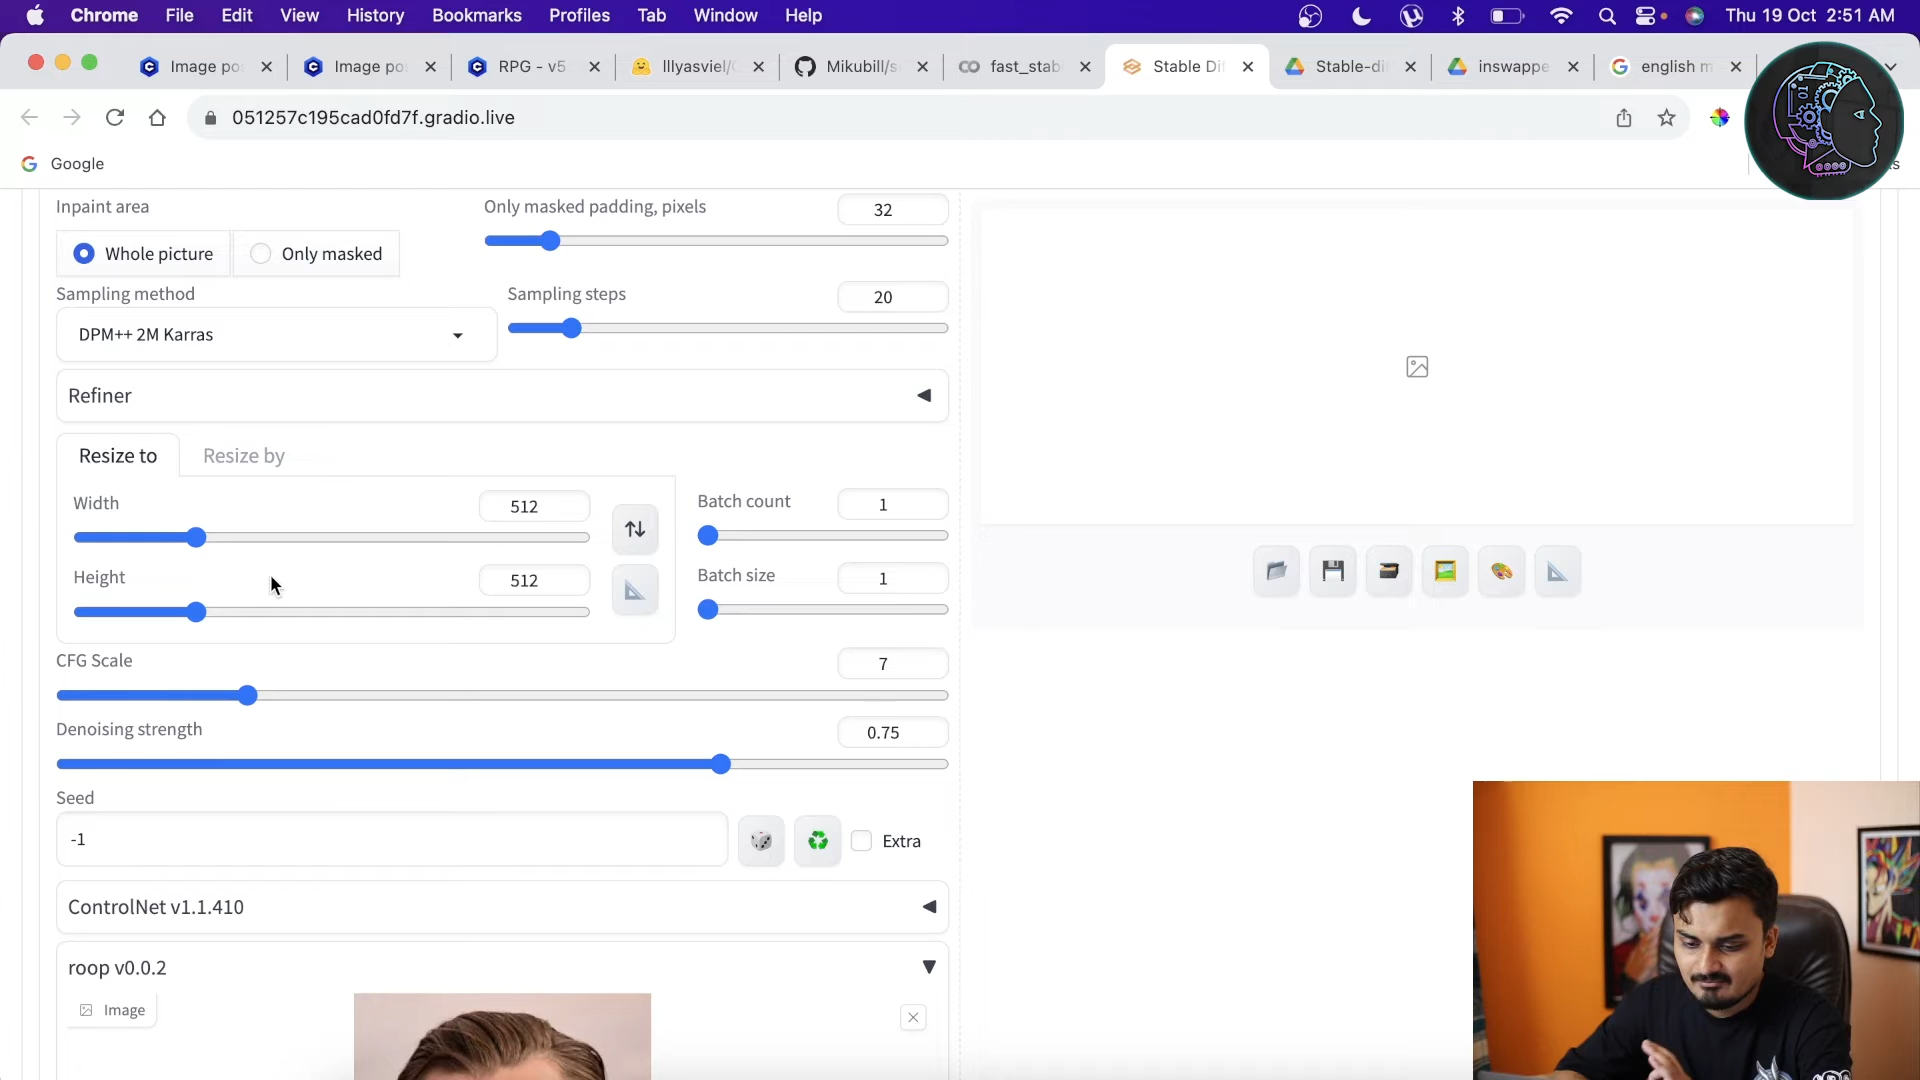 Chrome File Edit View History Bookmarks Profiles Tab Window Help Thu 19 Oct 2:51 AM
Image po Image po RPG - v5 Illyasviel/C Mikubill/s fast_stab Stable Dif Stable-dif inswappe english m
051257c195cad0fd7f.gradio.live
Google
Inpaint area
Only masked padding, pixels 32
Whole picture Only masked
Sampling method
Sampling steps 20
DPM++ 2M Karras
Refiner
Resize to Resize by
Width 512 Batch count 1
Height 512 Batch size 1
CFG Scale 7
Denoising strength 0.75
Seed
-1
Extra
ControlNet v1.1.410
roop v0.0.2
Image